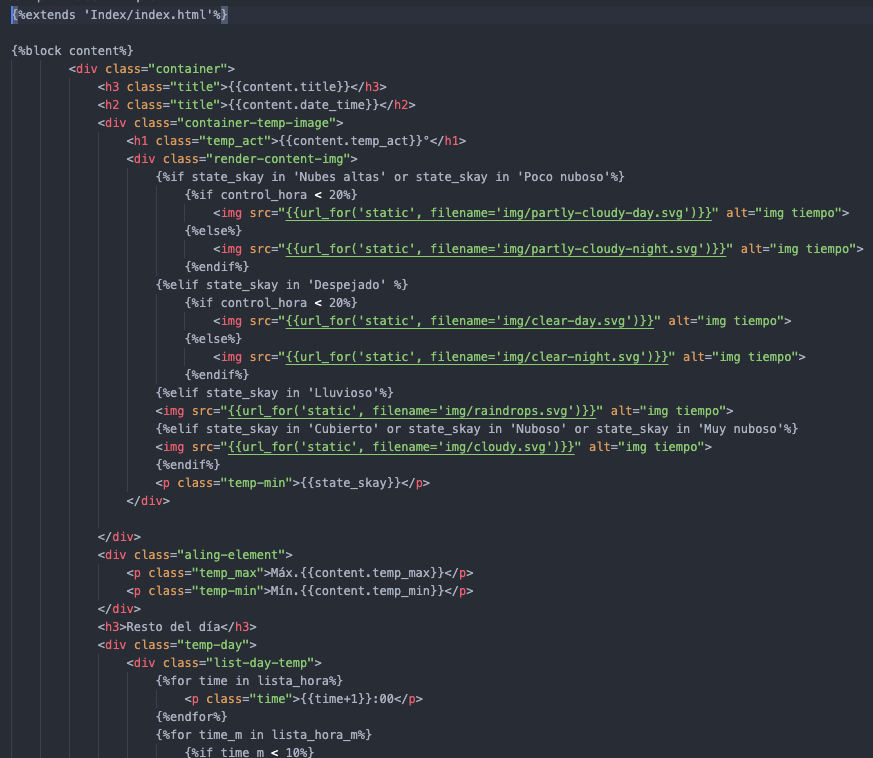 {%extends 'Index/index.html'%}
{%block content%}
<div class="container">
<h3 class="title">{{content.title}}</h3>
<h2 class="title">{{content.date_time}}</h2>
<div class="container-temp-image">
<h1 class="temp_act">{{content.temp_act}}°</h1>
<div class="render-content-img">
{%if state_skay in 'Nubes altas' or state_skay in 'Poco nuboso'%}
{%if control_hora < 20%}
<img src="{{url_for('static', filename='img/partly-cloudy-day.svg')}}" alt="img tiempo">
{%else%}
<img src="{{url_for('static', filename='img/partly-cloudy-night.svg')}}" alt="img tiempo">
{%endif%}
{%elif state_skay in 'Despejado' %}
{%if control_hora < 20%}
<img src="{{url_for('static', filename='img/clear-day.svg')}}" alt="img tiempo">
{%else%}
<img src="{{url_for('static', filename='img/clear-night.svg')}}" alt="img tiempo">
{%endif%}
{%elif state_skay in 'Lluvioso'%}
<img src="{{url_for('static', filename='img/raindrops.svg')}}" alt="img tiempo">
{%elif state_skay in 'Cubierto' or state_skay in 'Nuboso' or state_skay in 'Muy nuboso'%}
<img src="{{url_for('static', filename='img/cloudy.svg')}}" alt="img tiempo">
{%endif%}
<p class="temp-min">{{state_skay}}</p>
</div>
</div>
<div class="aling-element">
<p class="temp_max">Máx.{{content.temp_max}}</p>
<p class="temp-min">Mín.{{content.temp_min}}</p>
</div>
<h3>Resto del día</h3>
<div class="temp-day">
<div class="list-day-temp">
{%for time in lista_hora%}
<p class="time">{{time+1}}:00</p>
{%endfor%}
{%for time_m in lista_hora_m%}
{%if time_m < 10%}